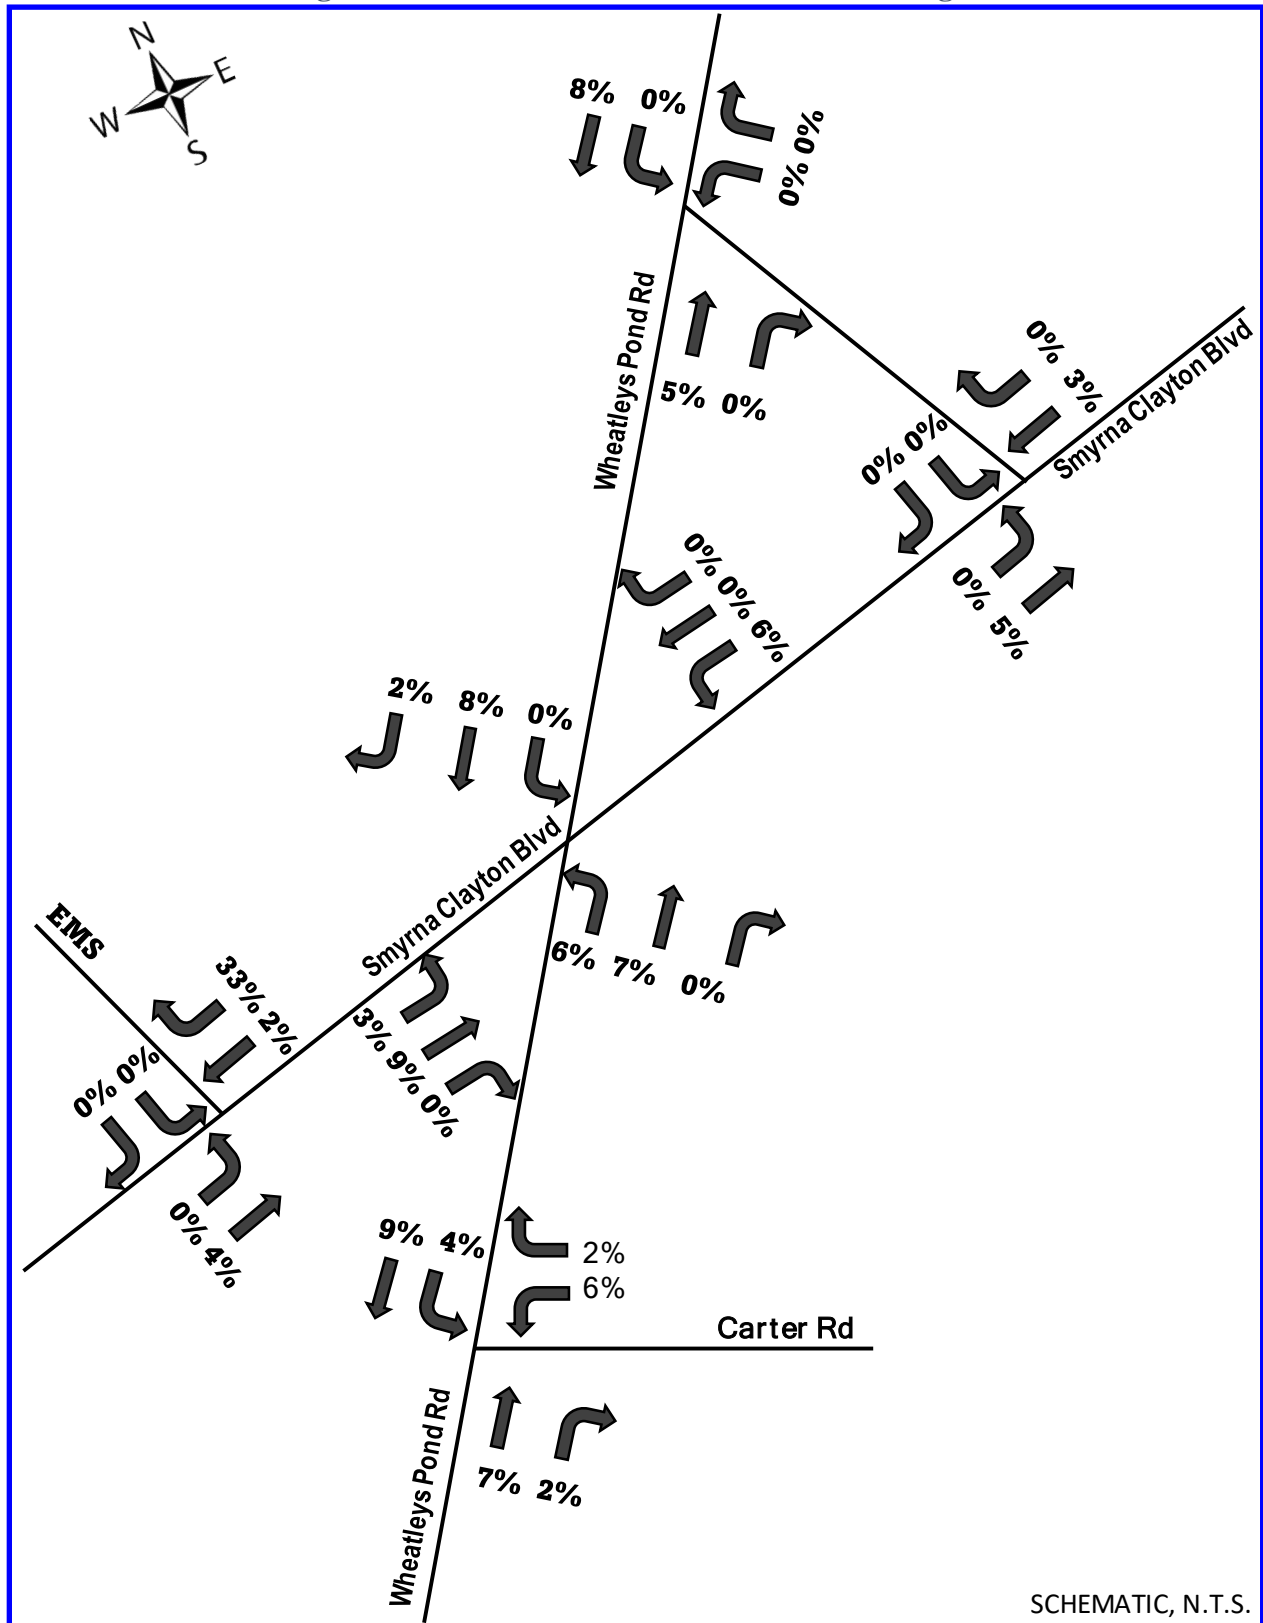 N
E
W
S
8% 0%
0% 0%
Wheatleys Pond Rd
5% 0%
0% 3%
Smyrna Clayton Blvd
0% 0%
0% 5%
0% 0% 6%
2% 8% 0%
Smyrna Clayton Blvd
6% 7% 0%
EMS
33% 2%
0% 0%
3% 9% 0%
0% 4%
9% 4%
2%
6%
Carter Rd
7% 2%
Wheatleys Pond Rd
SCHEMATIC, N.T.S.